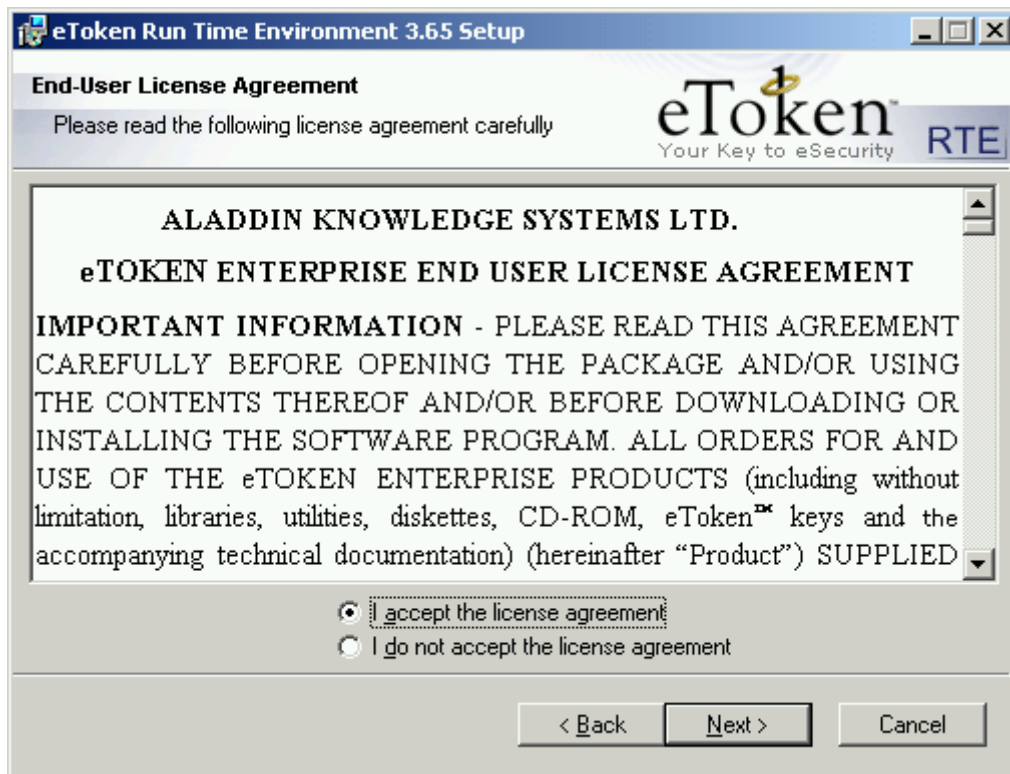 eToken Run Time Environment 3.65 Setup
End-User License Agreement
Please read the following license agreement carefully
eToken™
Your Key to eSecurity
RTE
ALADDIN KNOWLEDGE SYSTEMS LTD.
eTOKEN ENTERPRISE END USER LICENSE AGREEMENT
IMPORTANT INFORMATION - PLEASE READ THIS AGREEMENT
CAREFULLY BEFORE OPENING THE PACKAGE AND/OR USING
THE CONTENTS THEREOF AND/OR BEFORE DOWNLOADING OR
INSTALLING THE SOFTWARE PROGRAM. ALL ORDERS FOR AND
USE OF THE eTOKEN ENTERPRISE PRODUCTS (including without
limitation, libraries, utilities, diskettes, CD-ROM, eToken™ keys and the
accompanying technical documentation) (hereinafter “Product”) SUPPLIED
I accept the license agreement
I do not accept the license agreement
< Back
Next >
Cancel